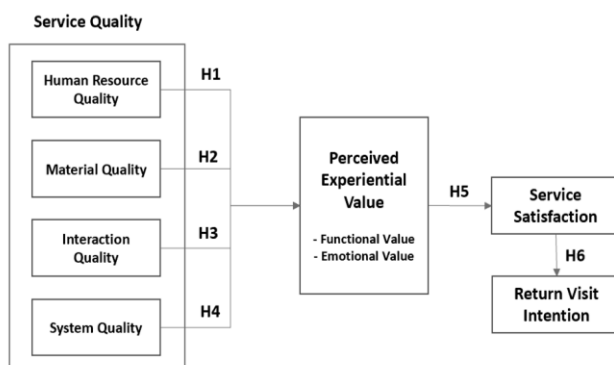 Service Quality
Human Resource
Quality
H1
Material Quality
H2
Interaction
Quality
H3
System Quality
H4
Perceived
Experiential
Value
- Functional Value
- Emotional Value
H5
Service
Satisfaction
H6
Return Visit
Intention